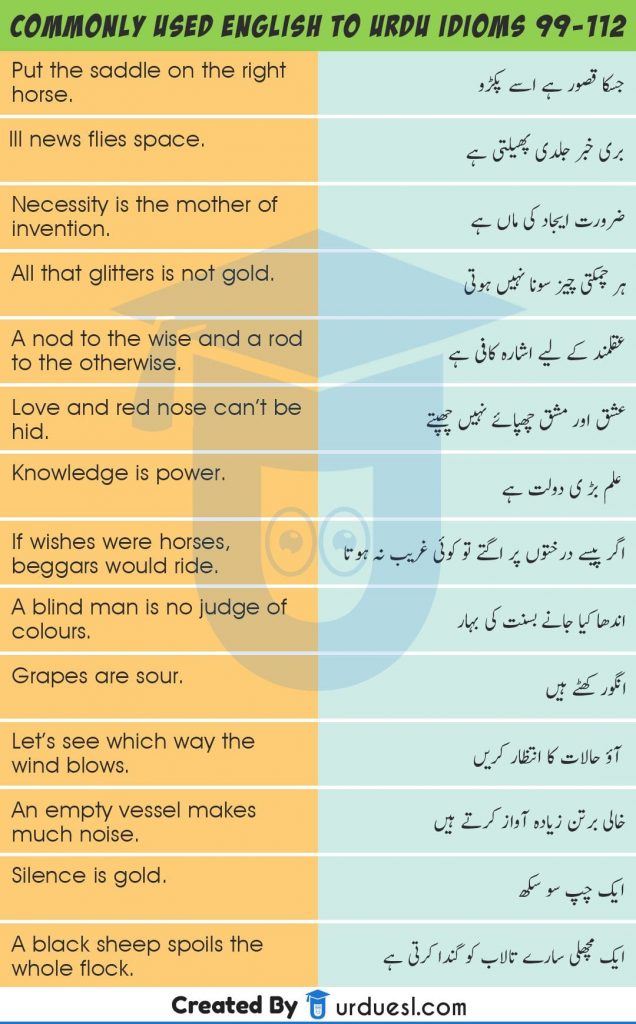 COMMONLY USED ENGLISH TO URDU IDIOMS 99-112
Put the saddle on the right
horse.
جسکا قصور ہے اسے پکڑو
Ill news flies space.
بری خبر جلدی پھیلتی ہے
Necessity is the mother of
invention.
ضرورت ایجاد کی ماں ہے
All that glitters is not gold.
ہر چمکتی چیز سونا نہیں ہوتی
A nod to the wise and a rod
to the otherwise.
عقلمند کے لیے اشارہ کافی ہے
Love and red nose can't be
hid.
عشق اور مشق چھپائے نہیں چھپتے
Knowledge is power.
علم بڑی دولت ہے
If wishes were horses,
beggars would ride.
اگر پیسے درختوں پر اگتے تو کوئی غریب نہ ہوتا
A blind man is no judge of
colours.
اندھا کیا جانے بسنت کی بہار
Grapes are sour.
انگور کھٹے ہیں
Let's see which way the
wind blows.
آؤ حالات کا انتظار کریں
An empty vessel makes
much noise.
خالی برتن زیادہ آواز کرتے ہیں
Silence is gold.
ایک چپ سو سکھ
A black sheep spoils the
whole flock.
ایک مچھلی سارے تالاب کو گندا کرتی ہے
Created By urduesl.com